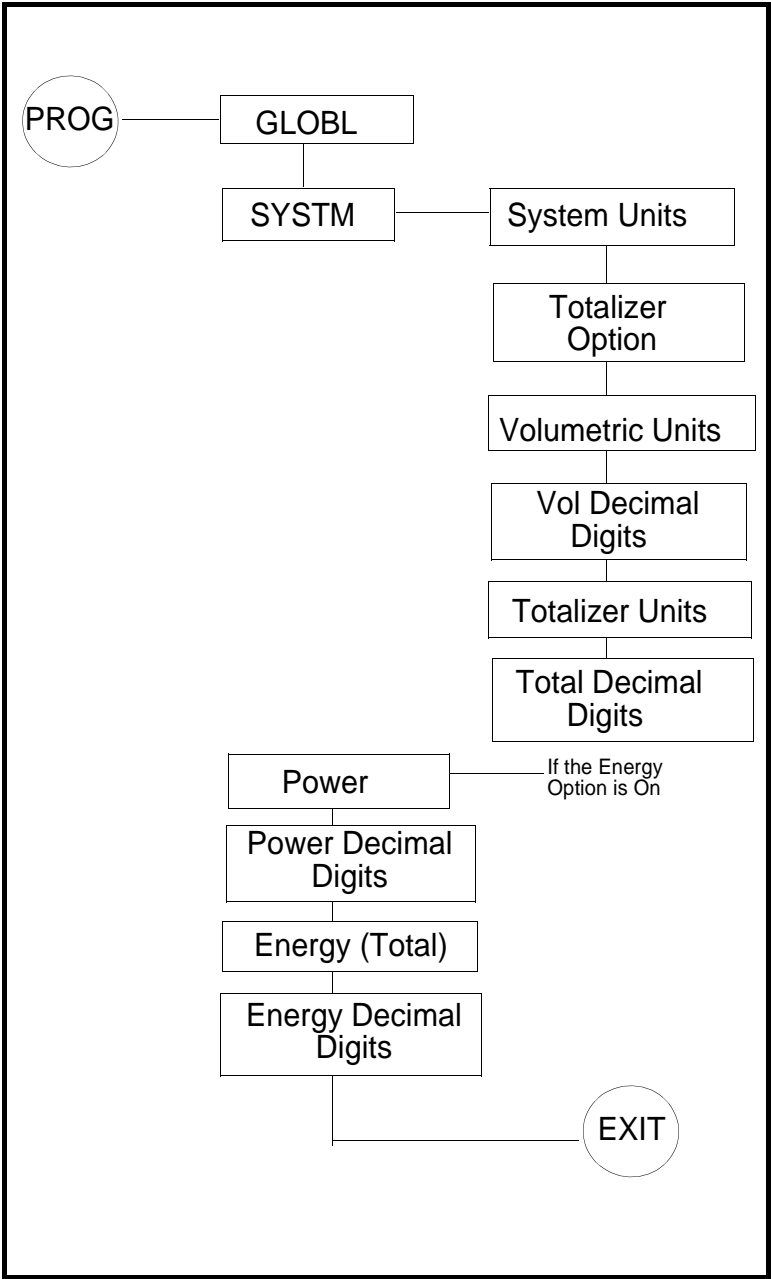 PROG
GLOBL
SYSTM
System Units
Totalizer
Option
Volumetric Units
Vol Decimal
Digits
Totalizer Units
Total Decimal
Digits
If the Energy
Option is On
Power
Power Decimal
Digits
Energy (Total)
Energy Decimal
Digits
EXIT